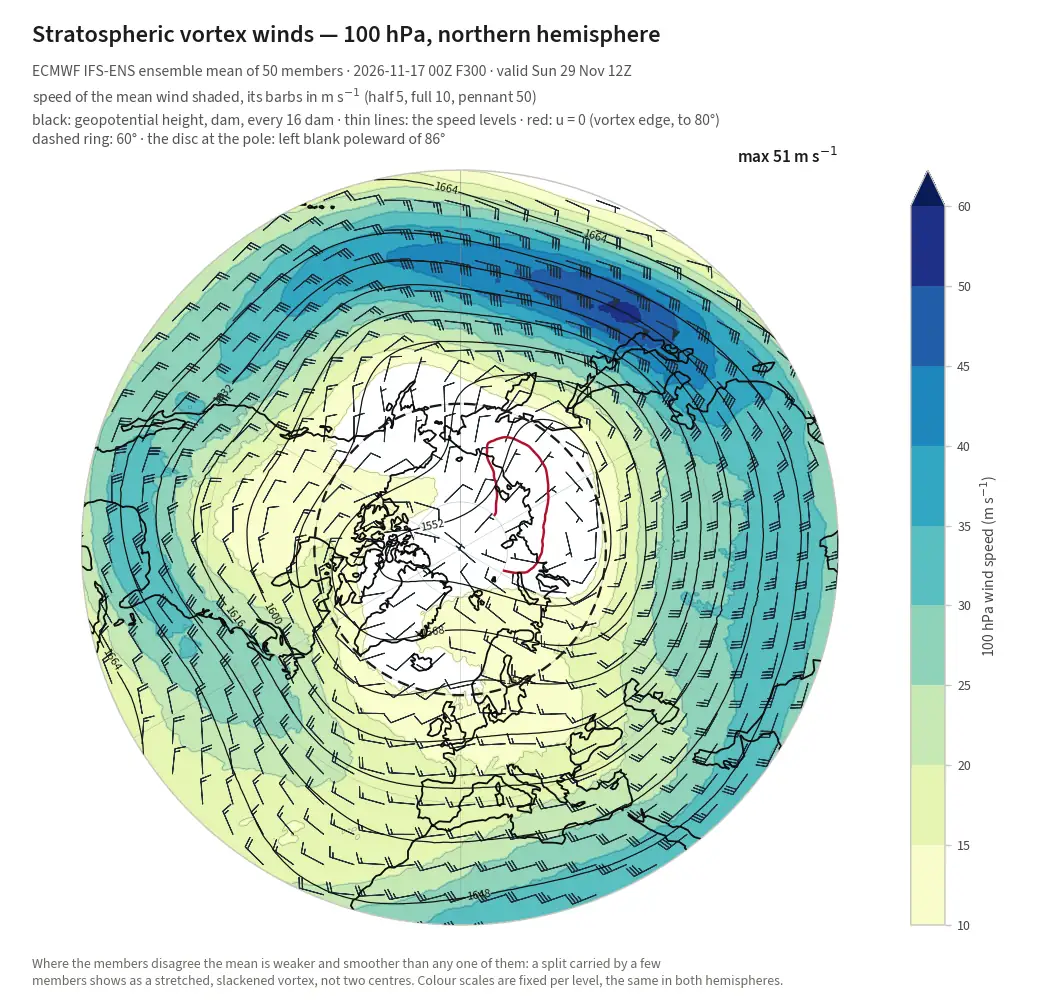 Stratospheric vortex winds — 100 hPa, northern hemisphere
ECMWF IFS-ENS ensemble mean of 50 members · 2026-11-17 00Z F300 · valid Sun 29 Nov 12Z
speed of the mean wind shaded, its barbs in m s⁻¹ (half 5, full 10, pennant 50)
black: geopotential height, dam, every 16 dam · thin lines: the speed levels · red: u = 0 (vortex edge, to 80°)
dashed ring: 60° · the disc at the pole: left blank poleward of 86°
max 51 m s⁻¹
1664
1664
1552
1616
1600
1664
1648
60
50
45
40
35
30
25
20
15
10
100 hPa wind speed (m s⁻¹)
Where the members disagree the mean is weaker and smoother than any one of them: a split carried by a few
members shows as a stretched, slackened vortex, not two centres. Colour scales are fixed per level, the same in both hemispheres.